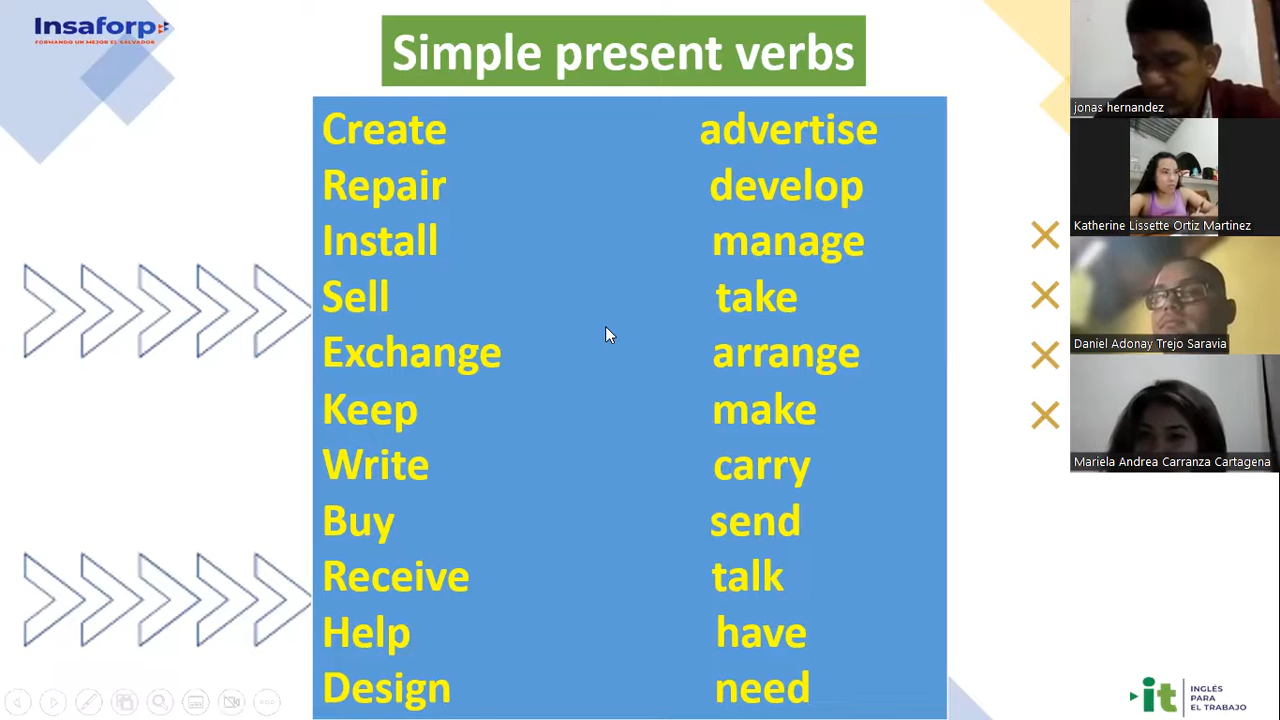 Insaforp
FORMANDO UN MEJOR EL SALVADOR
Simple present verbs
Create advertise
Repair develop
Install manage
Sell take
Exchange arrange
Keep make
Write carry
Buy send
Receive talk
Help have
Design need
jonas hernandez
Katherine Lissette Ortiz Martinez
Daniel Adonay Trejo Saravia
Mariela Andrea Carranza Cartagena
it
INGLÉS
PARA
EL TRABAJO